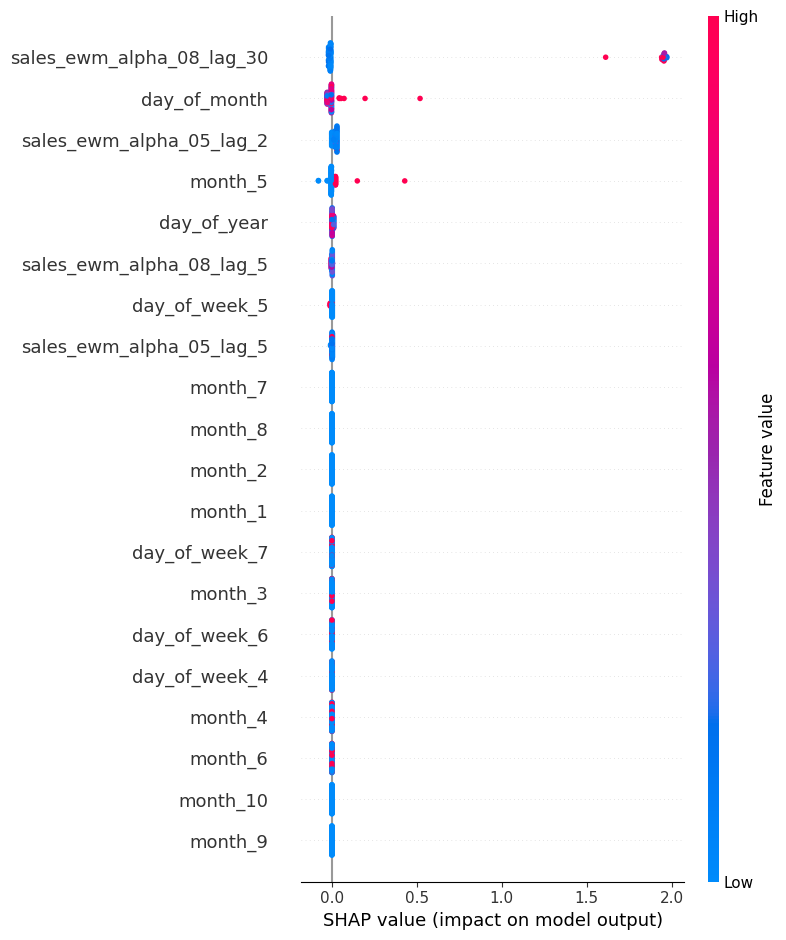 High
sales_ewm_alpha_08_lag_30
day_of_month
sales_ewm_alpha_05_lag_2
month_5
day_of_year
sales_ewm_alpha_08_lag_5
day_of_week_5
sales_ewm_alpha_05_lag_5
month_7
month_8
month_2
month_1
day_of_week_7
month_3
day_of_week_6
day_of_week_4
month_4
month_6
month_10
month_9
Feature value
Low
0.0 0.5 1.0 1.5 2.0
SHAP value (impact on model output)